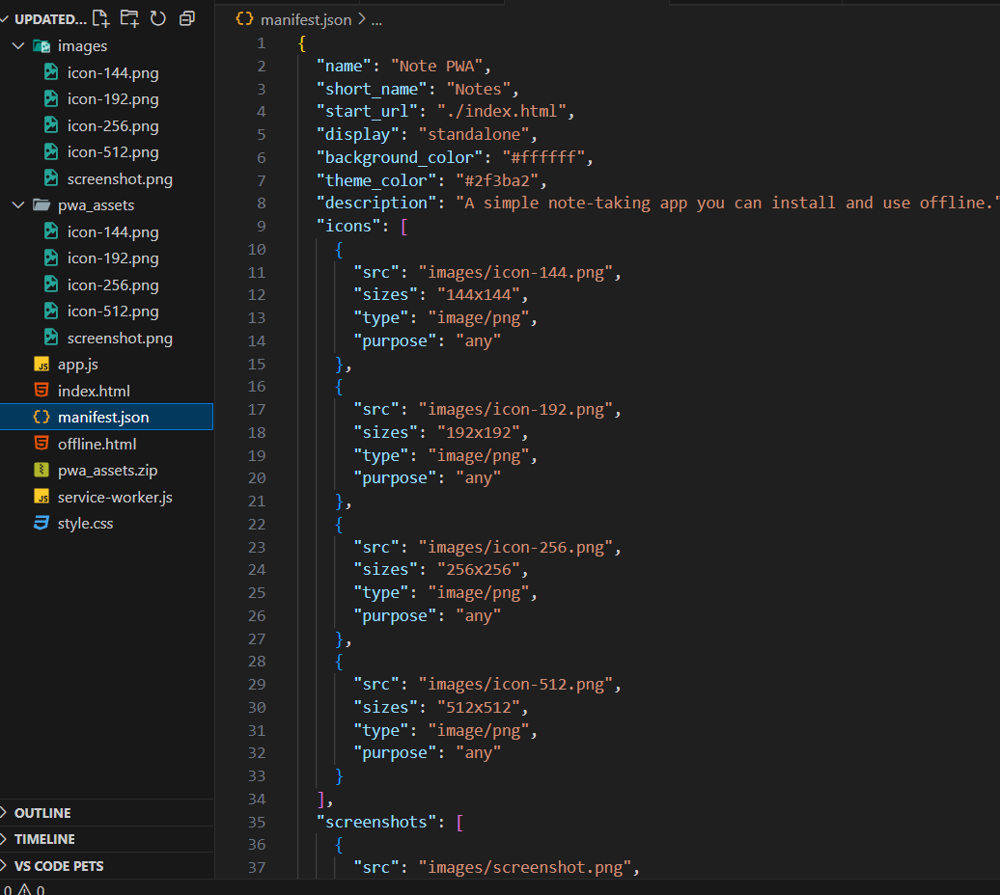 UPDATED...
images
icon-144.png
icon-192.png
icon-256.png
icon-512.png
screenshot.png
pwa_assets
icon-144.png
icon-192.png
icon-256.png
icon-512.png
screenshot.png
app.js
index.html
manifest.json
offline.html
pwa_assets.zip
service-worker.js
style.css
OUTLINE
TIMELINE
VS CODE PETS
0 0
manifest.json > ...
1 {
2 "name": "Note PWA",
3 "short_name": "Notes",
4 "start_url": "./index.html",
5 "display": "standalone",
6 "background_color": "#ffffff",
7 "theme_color": "#2f3ba2",
8 "description": "A simple note-taking app you can install and use offline."
9 "icons": [
10 {
11 "src": "images/icon-144.png",
12 "sizes": "144x144",
13 "type": "image/png",
14 "purpose": "any"
15 },
16 {
17 "src": "images/icon-192.png",
18 "sizes": "192x192",
19 "type": "image/png",
20 "purpose": "any"
21 },
22 {
23 "src": "images/icon-256.png",
24 "sizes": "256x256",
25 "type": "image/png",
26 "purpose": "any"
27 },
28 {
29 "src": "images/icon-512.png",
30 "sizes": "512x512",
31 "type": "image/png",
32 "purpose": "any"
33 }
34 ],
35 "screenshots": [
36 {
37 "src": "images/screenshot.png",